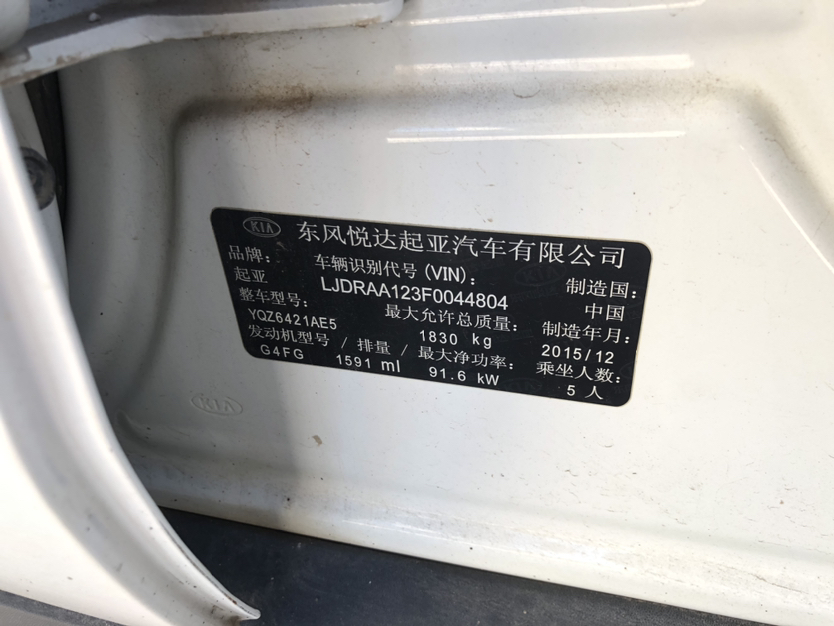 KIA 东风悦达起亚汽车有限公司
品牌: 车辆识别代号(VIN): 制造国:
起亚 LJDRAA123F0044804 中国
整车型号: 最大允许总质量: 制造年月:
YQZ6421AE5 1830 kg 2015/12
发动机型号/排量/最大净功率: 乘坐人数:
G4FG 1591 ml 91.6 kW 5 人
KIA